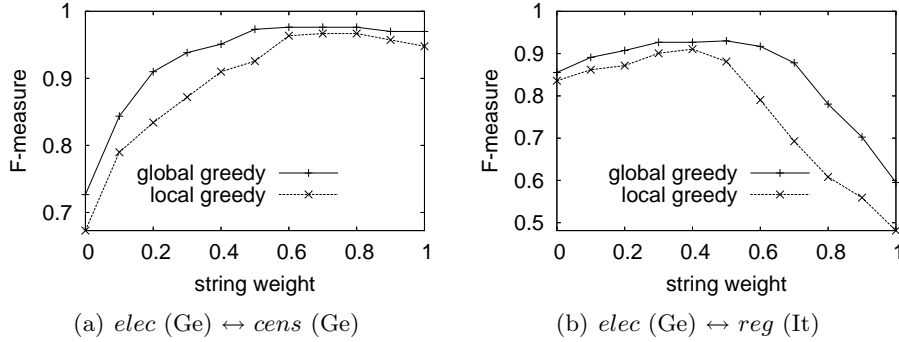 1
0.9
0.8
0.7
F-measure
global greedy
local greedy
0 0.2 0.4 0.6 0.8 1
string weight
(a) elec (Ge) ↔ cens (Ge)
1
0.9
0.8
0.7
0.6
0.5
F-measure
global greedy
local greedy
0 0.2 0.4 0.6 0.8 1
string weight
(b) elec (Ge) ↔ reg (It)